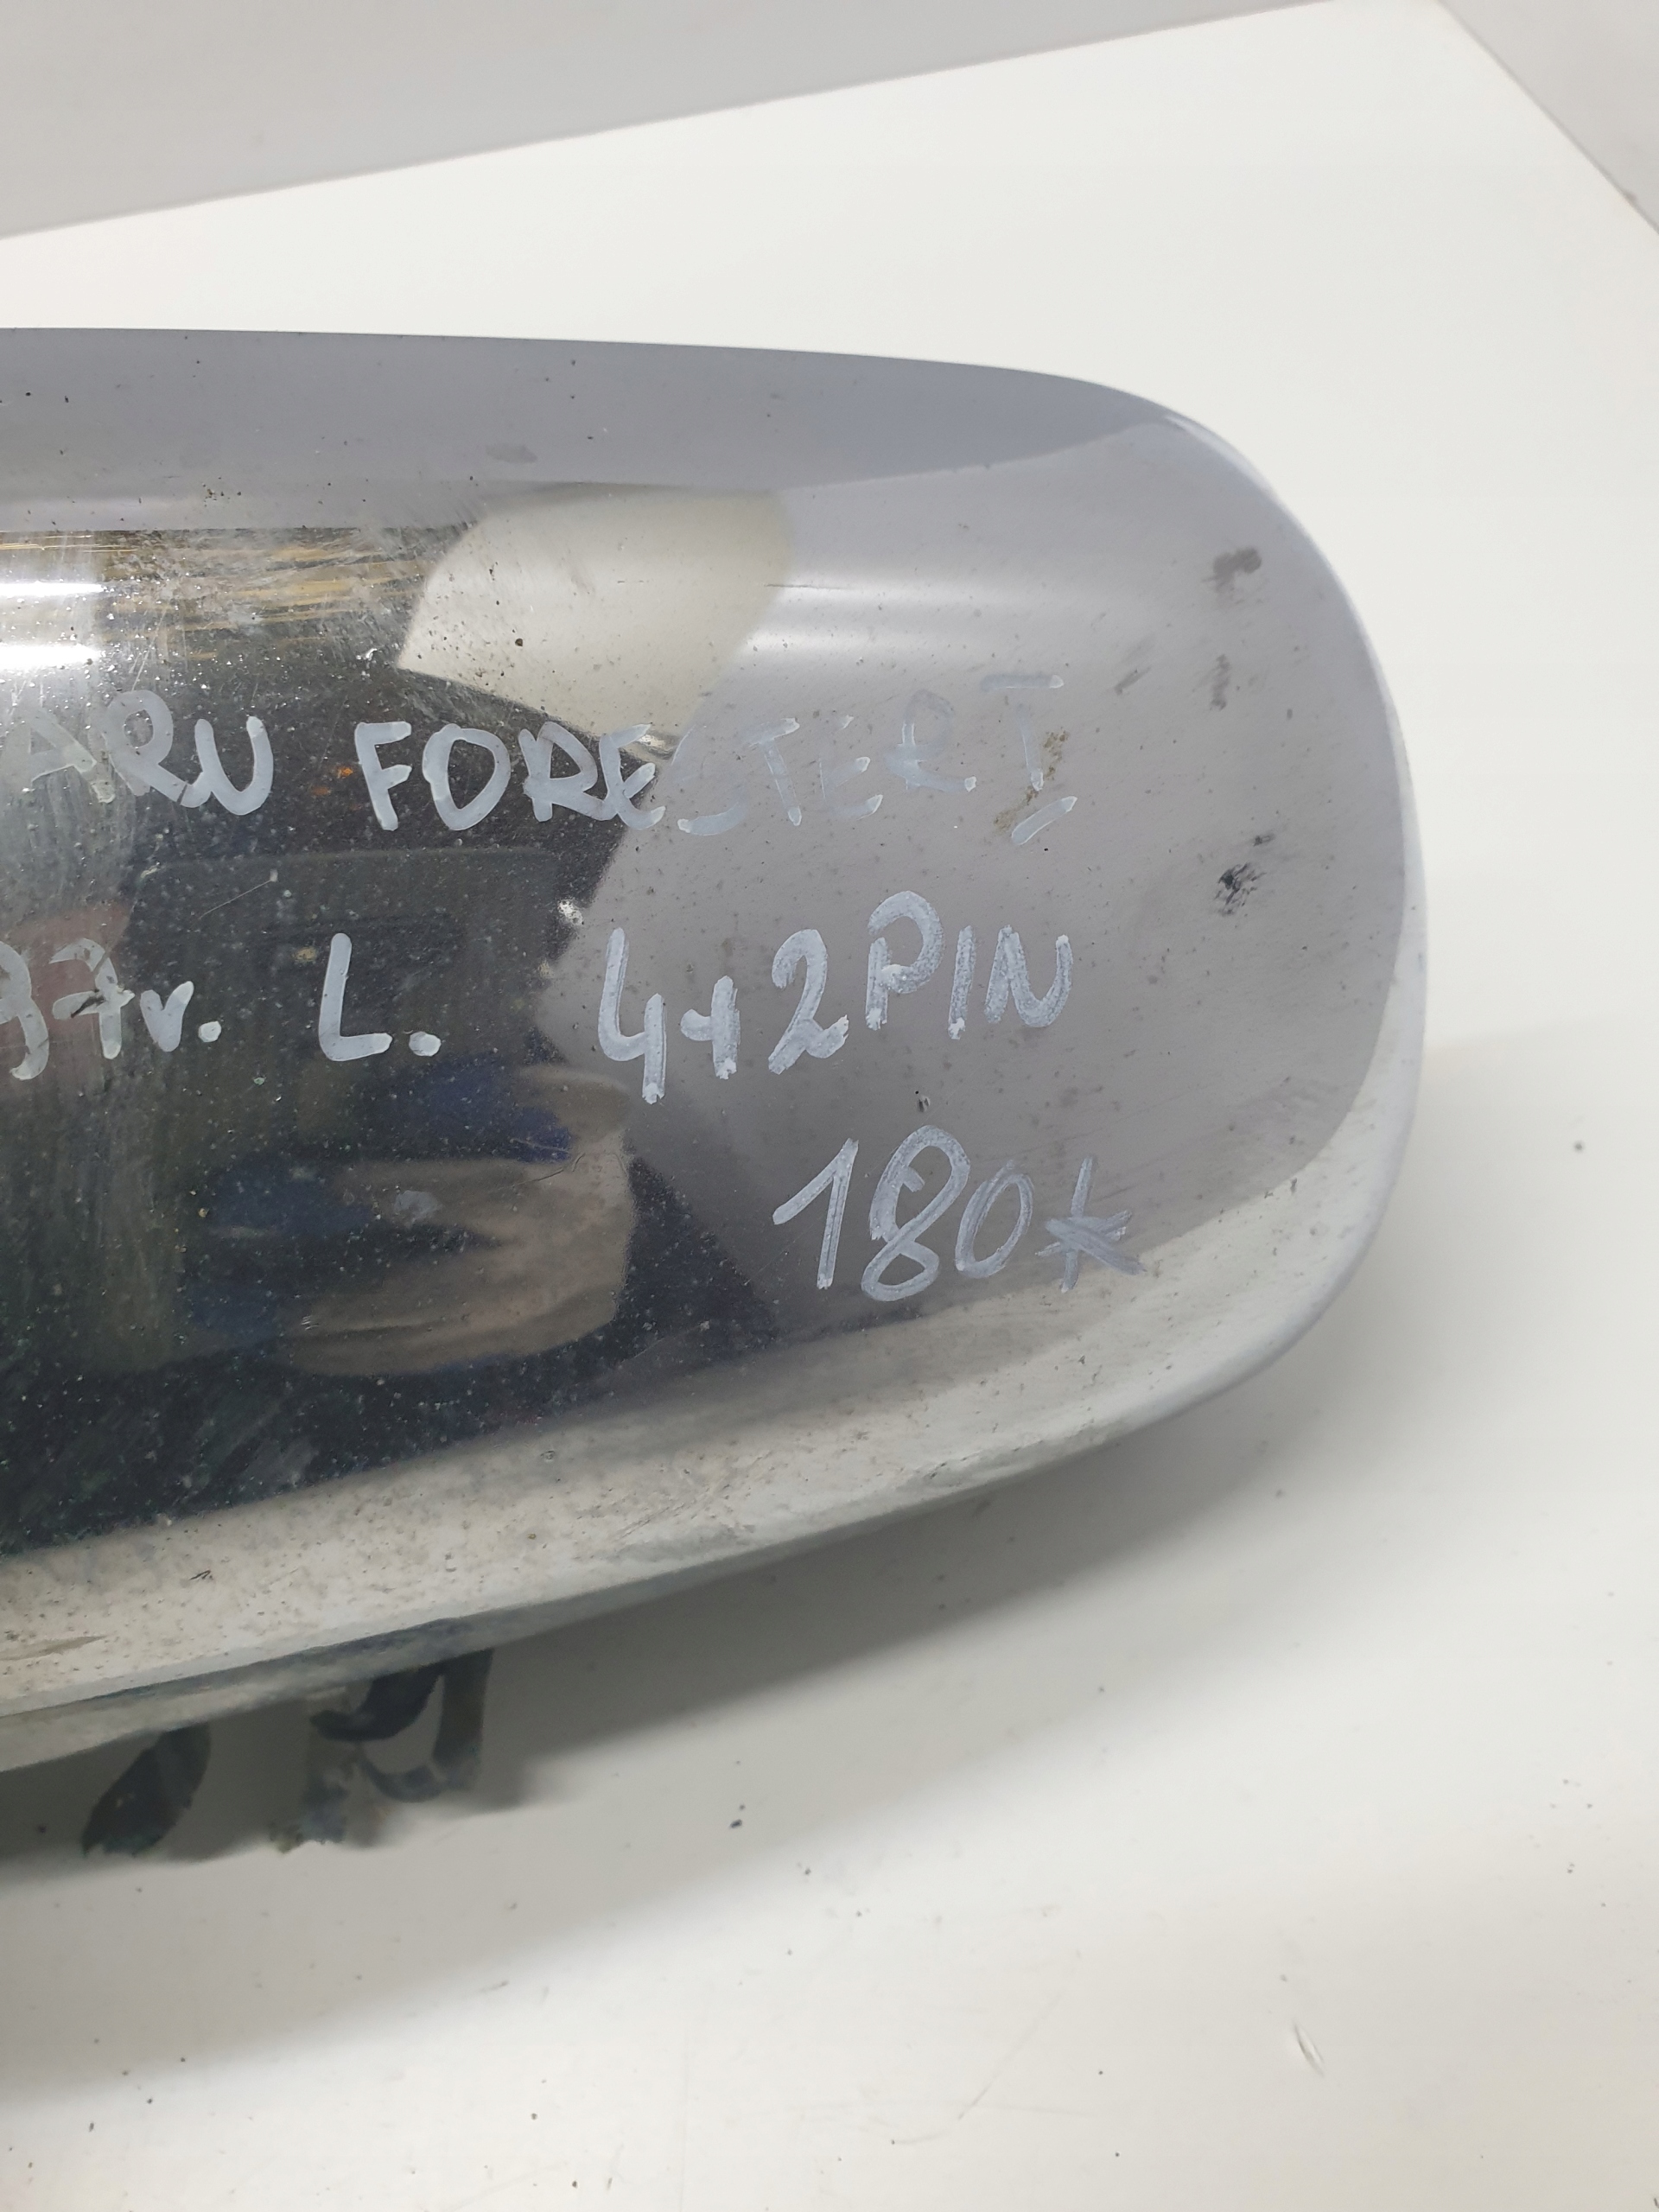 ARU FORESTER I
97r. L. 4+2PIN
180*